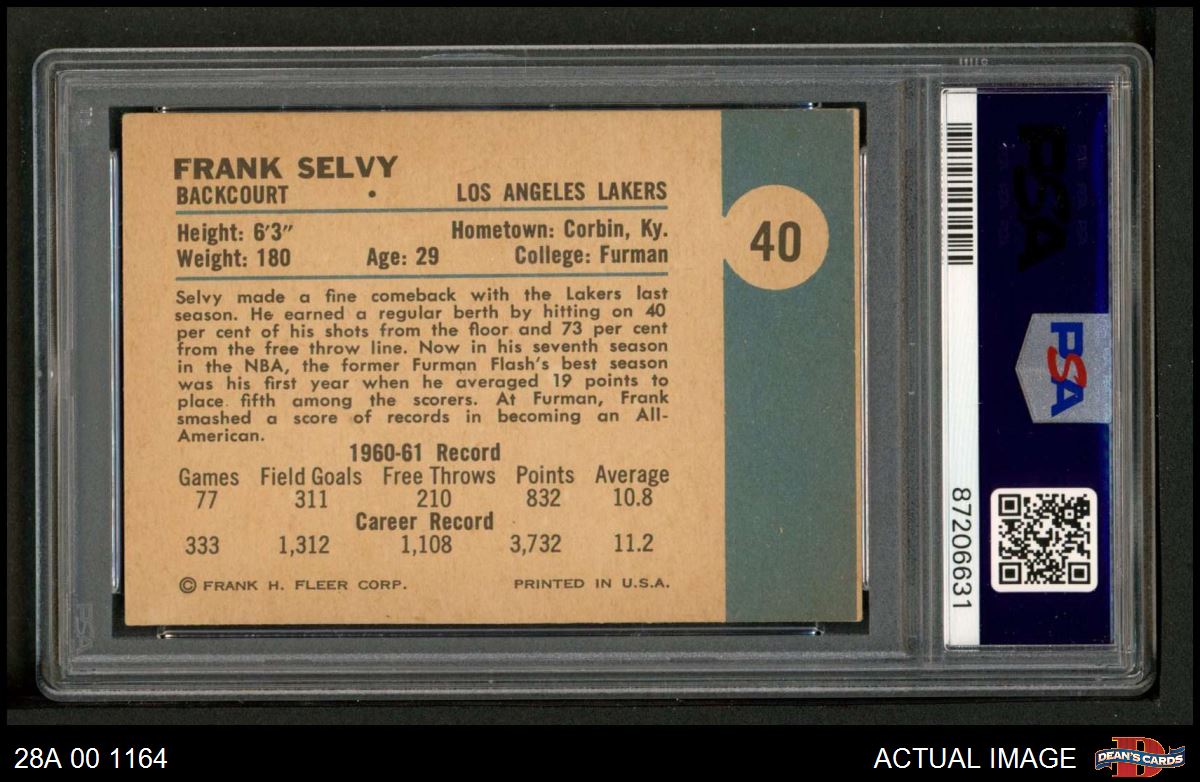 FRANK SELVY
BACKCOURT • LOS ANGELES LAKERS
Height: 6'3" Hometown: Corbin, Ky.
Weight: 180 Age: 29 College: Furman
40
Selvy made a fine comeback with the Lakers last
season. He earned a regular berth by hitting on 40
per cent of his shots from the floor and 73 per cent
from the free throw line. Now in his seventh season
in the NBA, the former Furman Flash's best season
was his first year when he averaged 19 points to
place fifth among the scorers. At Furman, Frank
smashed a score of records in becoming an All-
American.
1960-61 Record
Games Field Goals Free Throws Points Average
77 311 210 832 10.8
Career Record
333 1,312 1,108 3,732 11.2
© FRANK H. FLEER CORP. PRINTED IN U.S.A.
PSA
PSA
87206631
28A 00 1164
ACTUAL IMAGE
DEAN'S CARDS